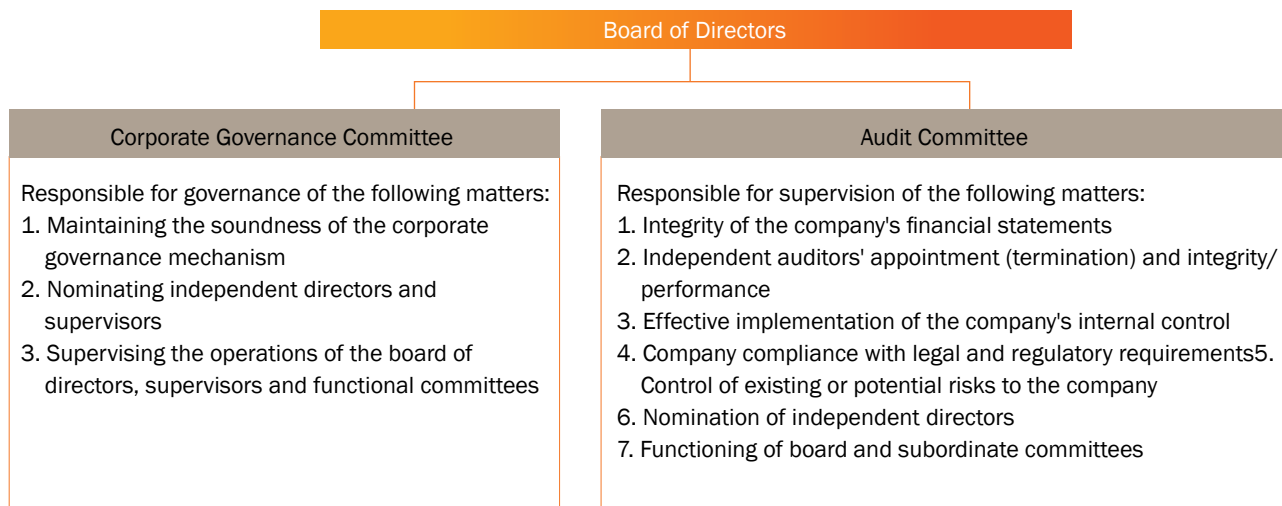 Board of Directors
Corporate Governance Committee
Responsible for governance of the following matters:
1. Maintaining the soundness of the corporate
governance mechanism
2. Nominating independent directors and
supervisors
3. Supervising the operations of the board of
directors, supervisors and functional committees
Audit Committee
Responsible for supervision of the following matters:
1. Integrity of the company's financial statements
2. Independent auditors' appointment (termination) and integrity/
performance
3. Effective implementation of the company's internal control
4. Company compliance with legal and regulatory requirements5.
Control of existing or potential risks to the company
6. Nomination of independent directors
7. Functioning of board and subordinate committees